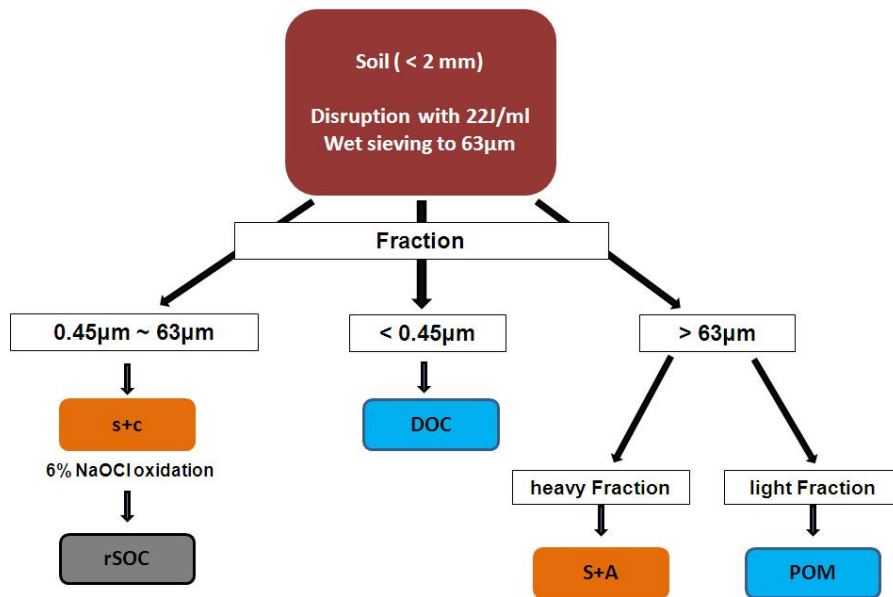 Soil ( < 2 mm)
Disruption with 22J/ml
Wet sieving to 63µm
Fraction
0.45µm ~ 63µm
< 0.45µm
> 63µm
s+c
DOC
6% NaOCl oxidation
heavy Fraction
light Fraction
rSOC
S+A
POM